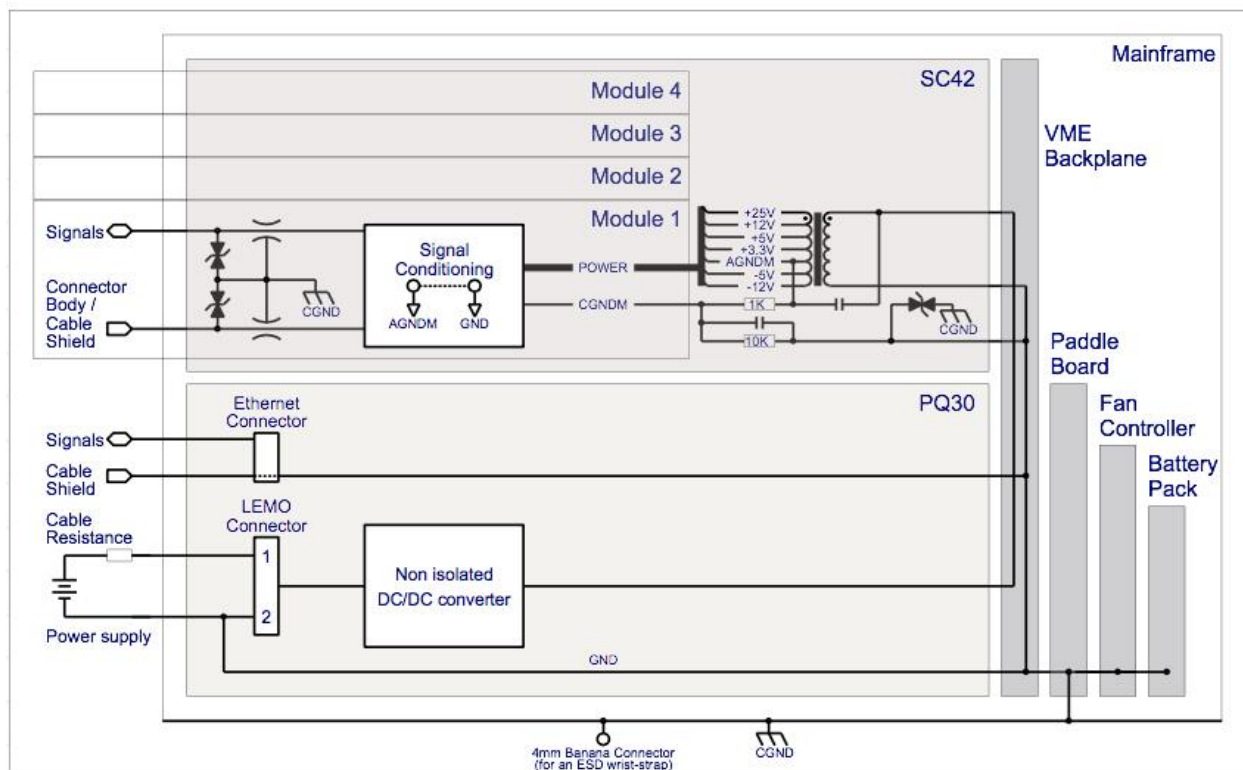 Mainframe
SC42
VME
Backplane
Module 4
Module 3
Module 2
Module 1
Signals
Connector
Body /
Cable
Shield
CGND
Signal
Conditioning
AGNDM
GND
POWER
CGNDM
+25V
+12V
+5V
+3.3V
AGNDM
-5V
-12V
1K
10K
CGND
Paddle
Board
Fan
Controller
Battery
Pack
PQ30
Ethernet
Connector
Signals
Cable
Shield
LEMO
Connector
Cable
Resistance
1
2
Power supply
Non isolated
DC/DC converter
GND
4mm Banana Connector
(for an ESD wrist-strap)
CGND